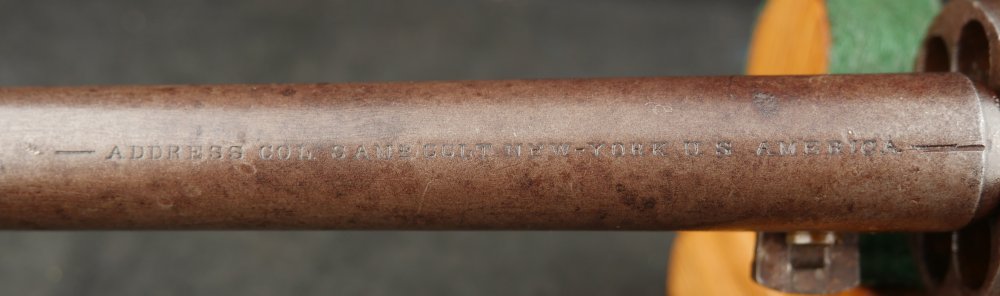 — ADDRESS COL. SAML COLT NEW-YORK U.S. AMERICA —